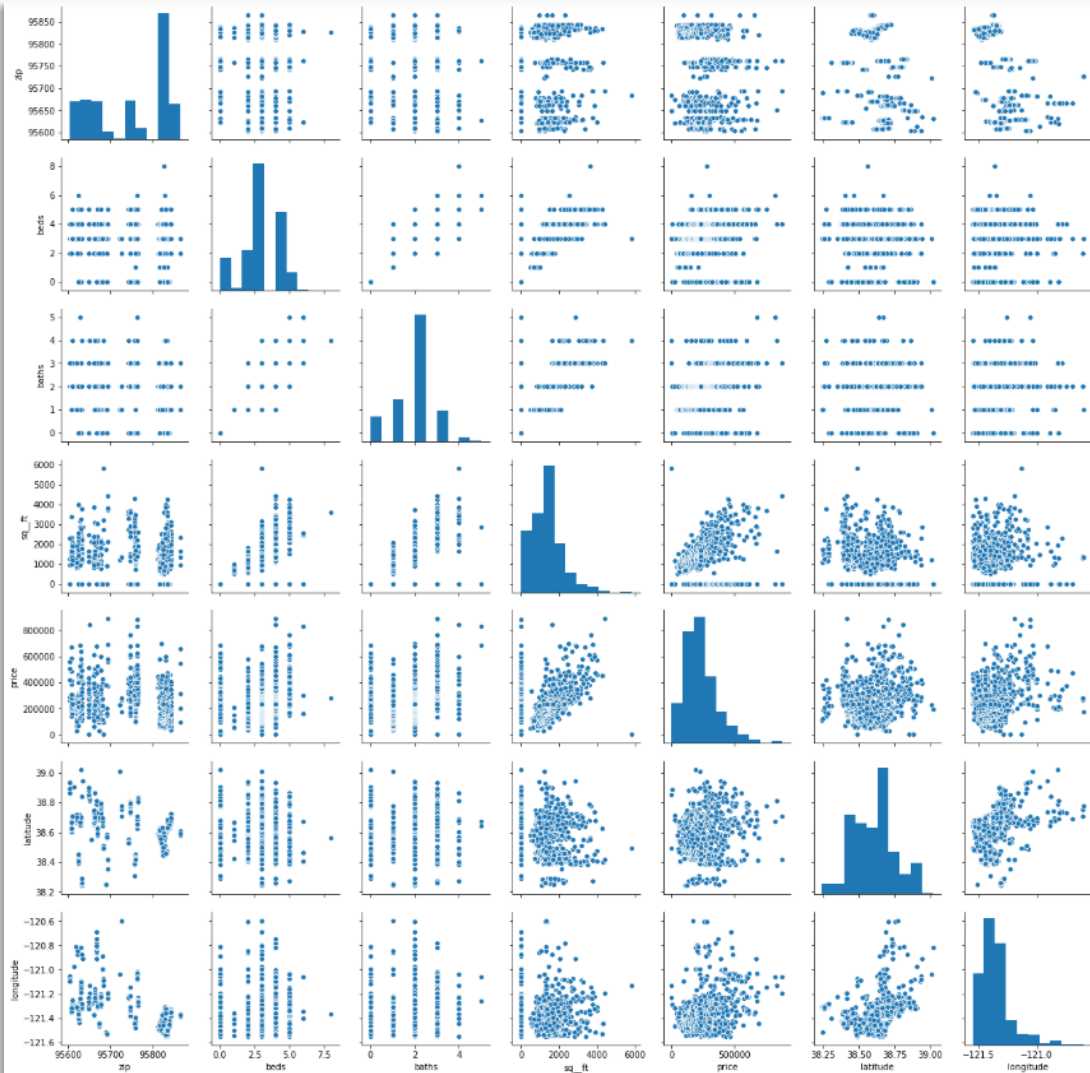 95850
95800
95750
95700
95650
95600
zip
8
6
4
2
0
beds
5
4
3
2
1
0
baths
6000
5000
4000
3000
2000
1000
0
sq__ft
800000
600000
400000
200000
0
price
39.0
38.8
38.6
38.4
38.2
latitude
−120.6
−120.8
−121.0
−121.2
−121.4
−121.6
longitude
95600 95700 95800
zip
0.0 2.5 5.0 7.5
beds
0 2 4
baths
0 2000 4000 6000
sq__ft
0 500000
price
38.25 38.50 38.75 39.00
latitude
−121.5 −121.0
longitude